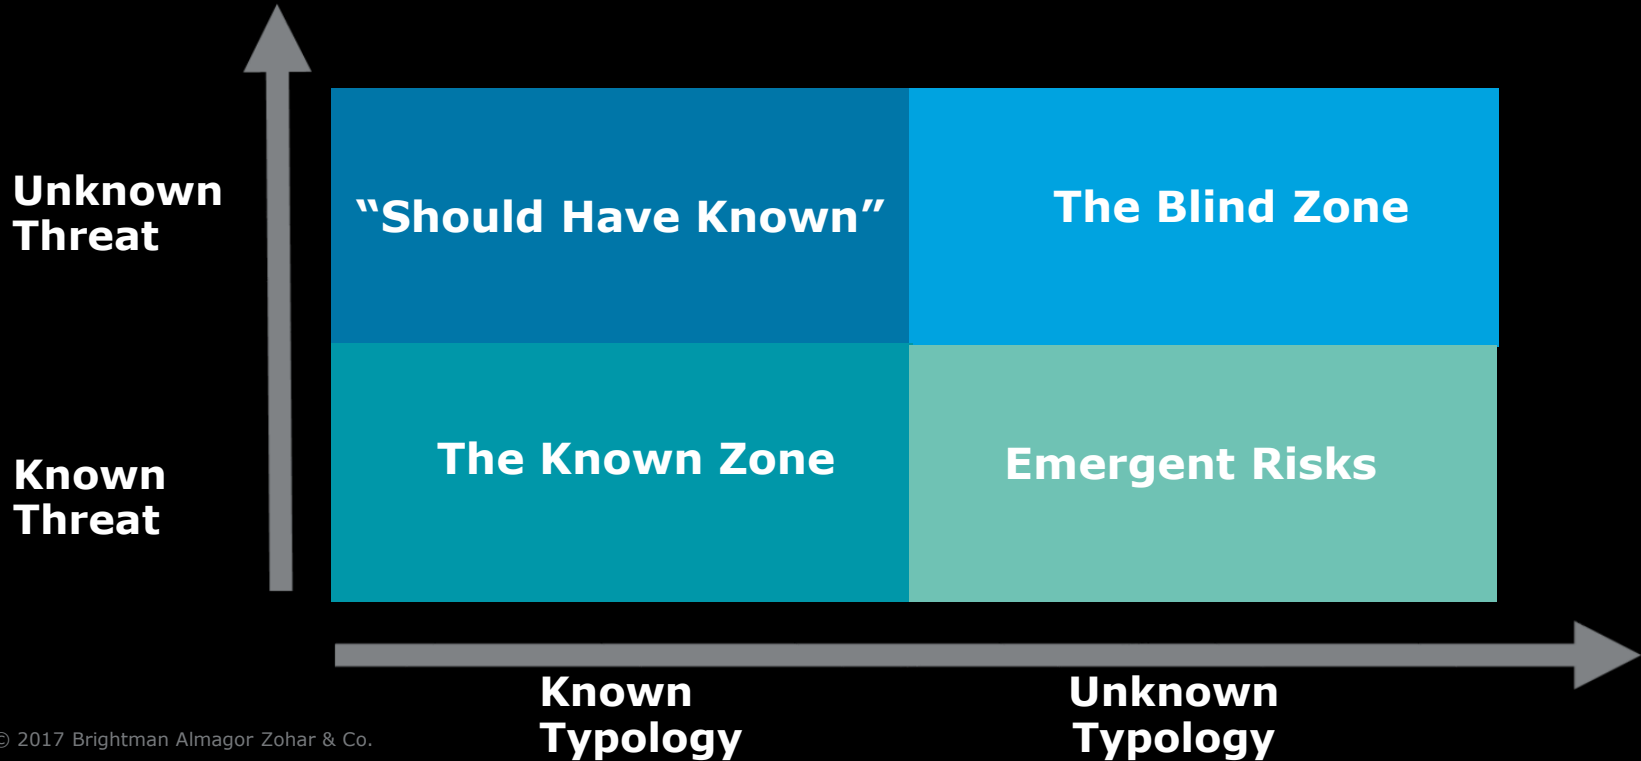 Unknown
Threat
“Should Have Known”
The Blind Zone
Known
Threat
The Known Zone
Emergent Risks
Known
Typology
Unknown
Typology
© 2017 Brightman Almagor Zohar & Co.